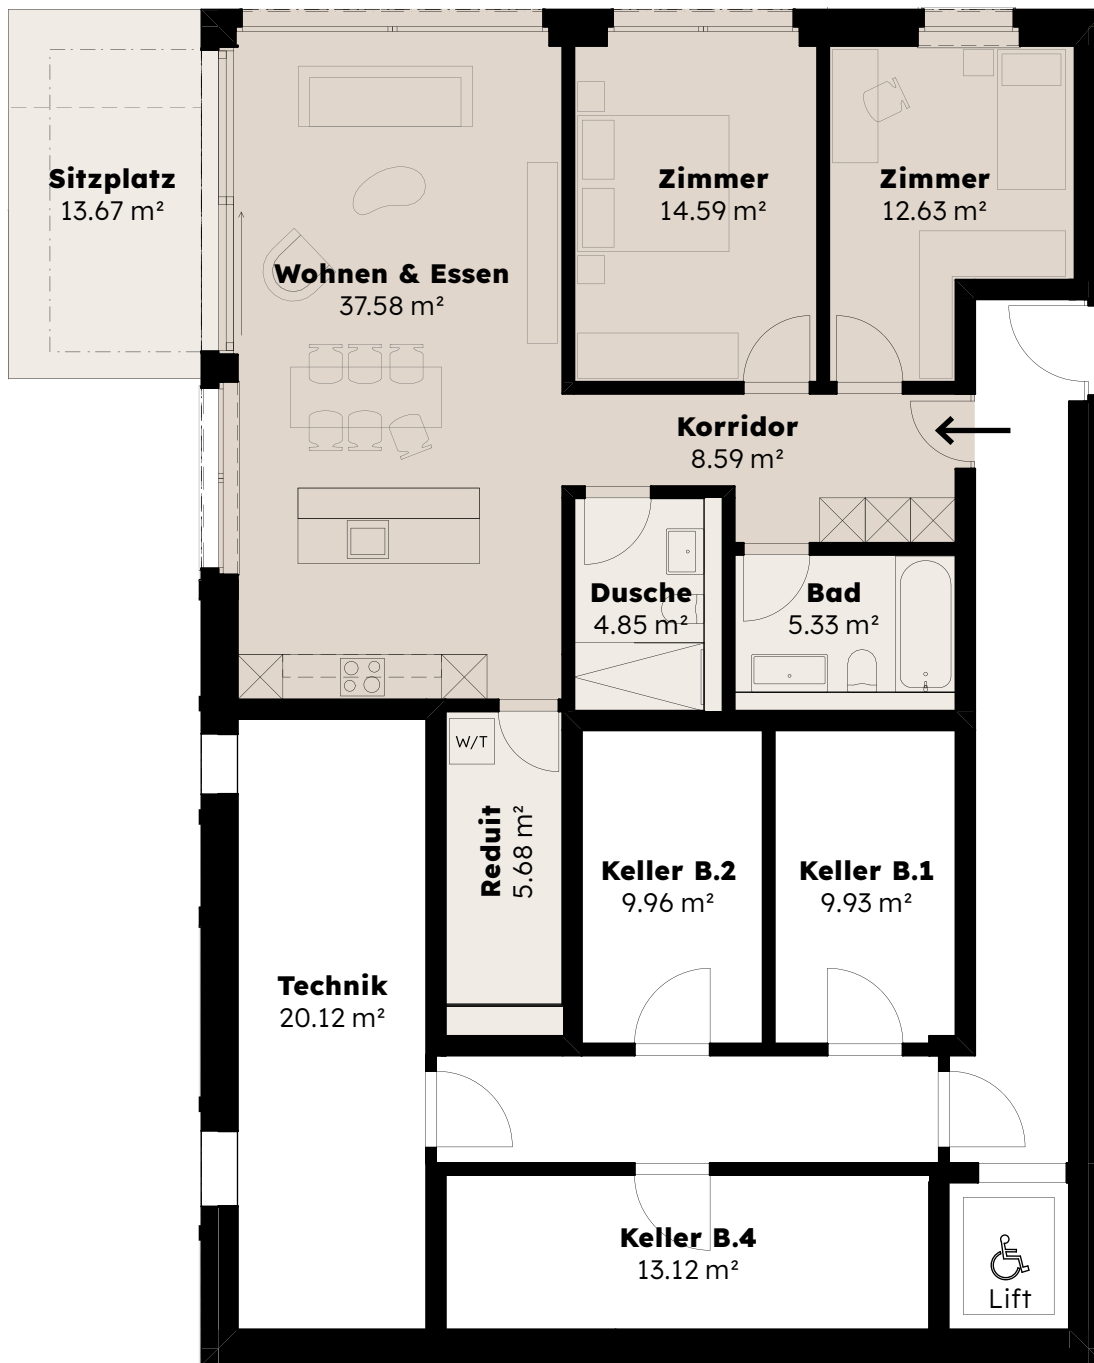 Sitzplatz
13.67 m²
Zimmer
14.59 m²
Zimmer
12.63 m²
Wohnen & Essen
37.58 m²
Korridor
8.59 m²
Dusche
4.85 m²
Bad
5.33 m²
W/T
Reduit
5.68 m²
Keller B.2
9.96 m²
Keller B.1
9.93 m²
Technik
20.12 m²
Keller B.4
13.12 m²
Lift